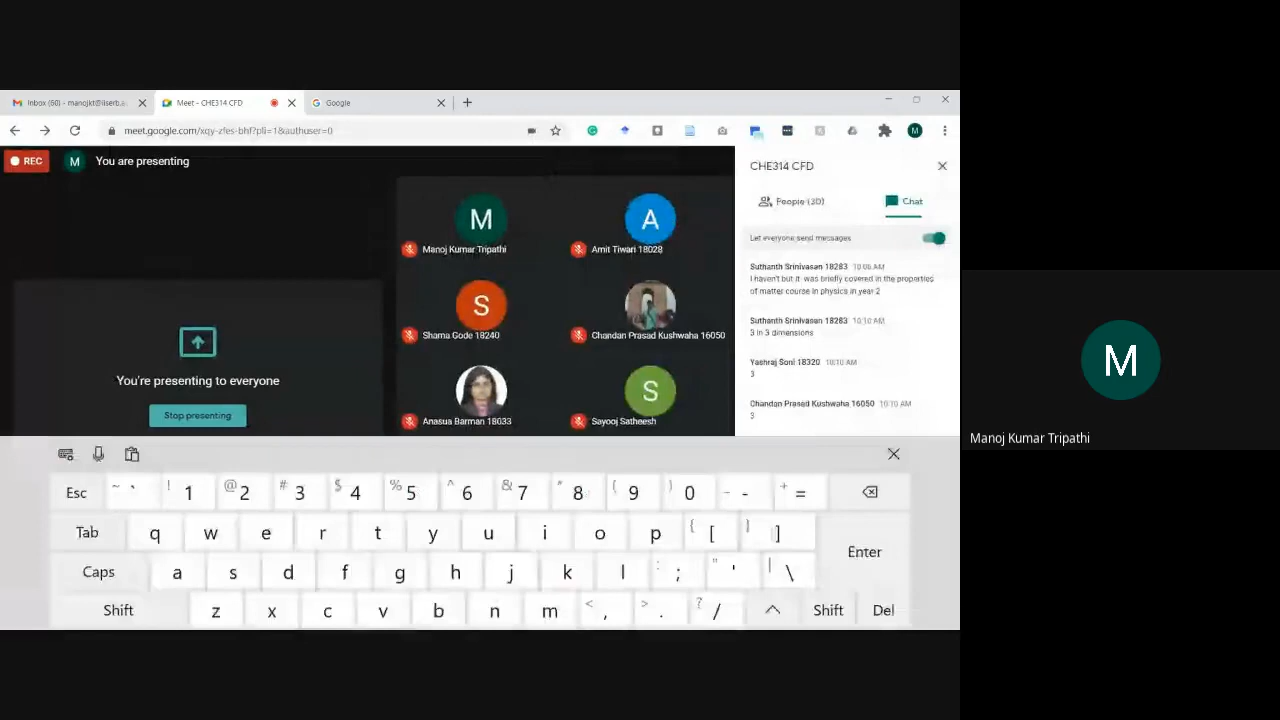 Inbox (60) - manojkt@iiserb.a
Meet - CHE314 CFD
Google
meet.google.com/xqy-zfes-bhf?pli=1&authuser=0
M
REC
M
You are presenting
CHE314 CFD
People (30)
Chat
Let everyone send messages
M
Manoj Kumar Tripathi
A
Amit Tiwari 18028
S
Shama Gode 18240
Chandan Prasad Kushwaha 16050
Anasua Barman 18033
S
Sayooj Satheesh
You're presenting to everyone
Stop presenting
Suthanth Srinivasan 18283 10:06 AM
I haven't but it was briefly covered in the properties
of matter course in physics in year 2
Suthanth Srinivasan 18283 10:10 AM
3 in 3 dimensions
Yashraj Soni 18320 10:10 AM
3
Chandan Prasad Kushwaha 16050 10:10 AM
3
M
Manoj Kumar Tripathi
Esc ~ ` ! 1 @ 2 # 3 $ 4 % 5 ^ 6 & 7 * 8 ( 9 ) 0 - - + =
Tab q w e r t y u i o p { [ } ]
Enter
Caps a s d f g h j k l : ; " ' | \
Shift z x c v b n m < , > . ? / Shift Del